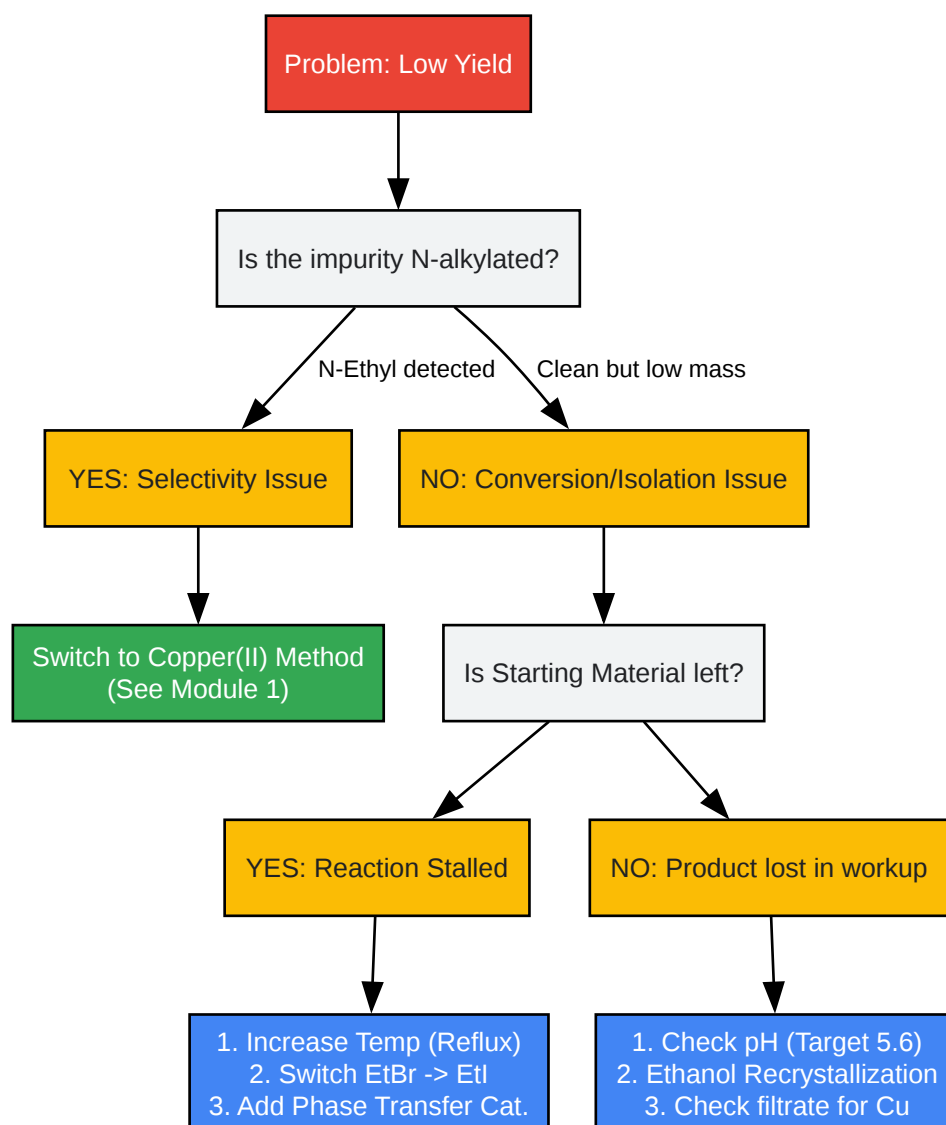 Problem: Low Yield
Is the impurity N-alkylated?
N-Ethyl detected
Clean but low mass
YES: Selectivity Issue
NO: Conversion/Isolation Issue
Switch to Copper(II) Method
(See Module 1)
Is Starting Material left?
YES: Reaction Stalled
NO: Product lost in workup
1. Increase Temp (Reflux)
2. Switch EtBr -> EtI
3. Add Phase Transfer Cat.
1. Check pH (Target 5.6)
2. Ethanol Recrystallization
3. Check filtrate for Cu